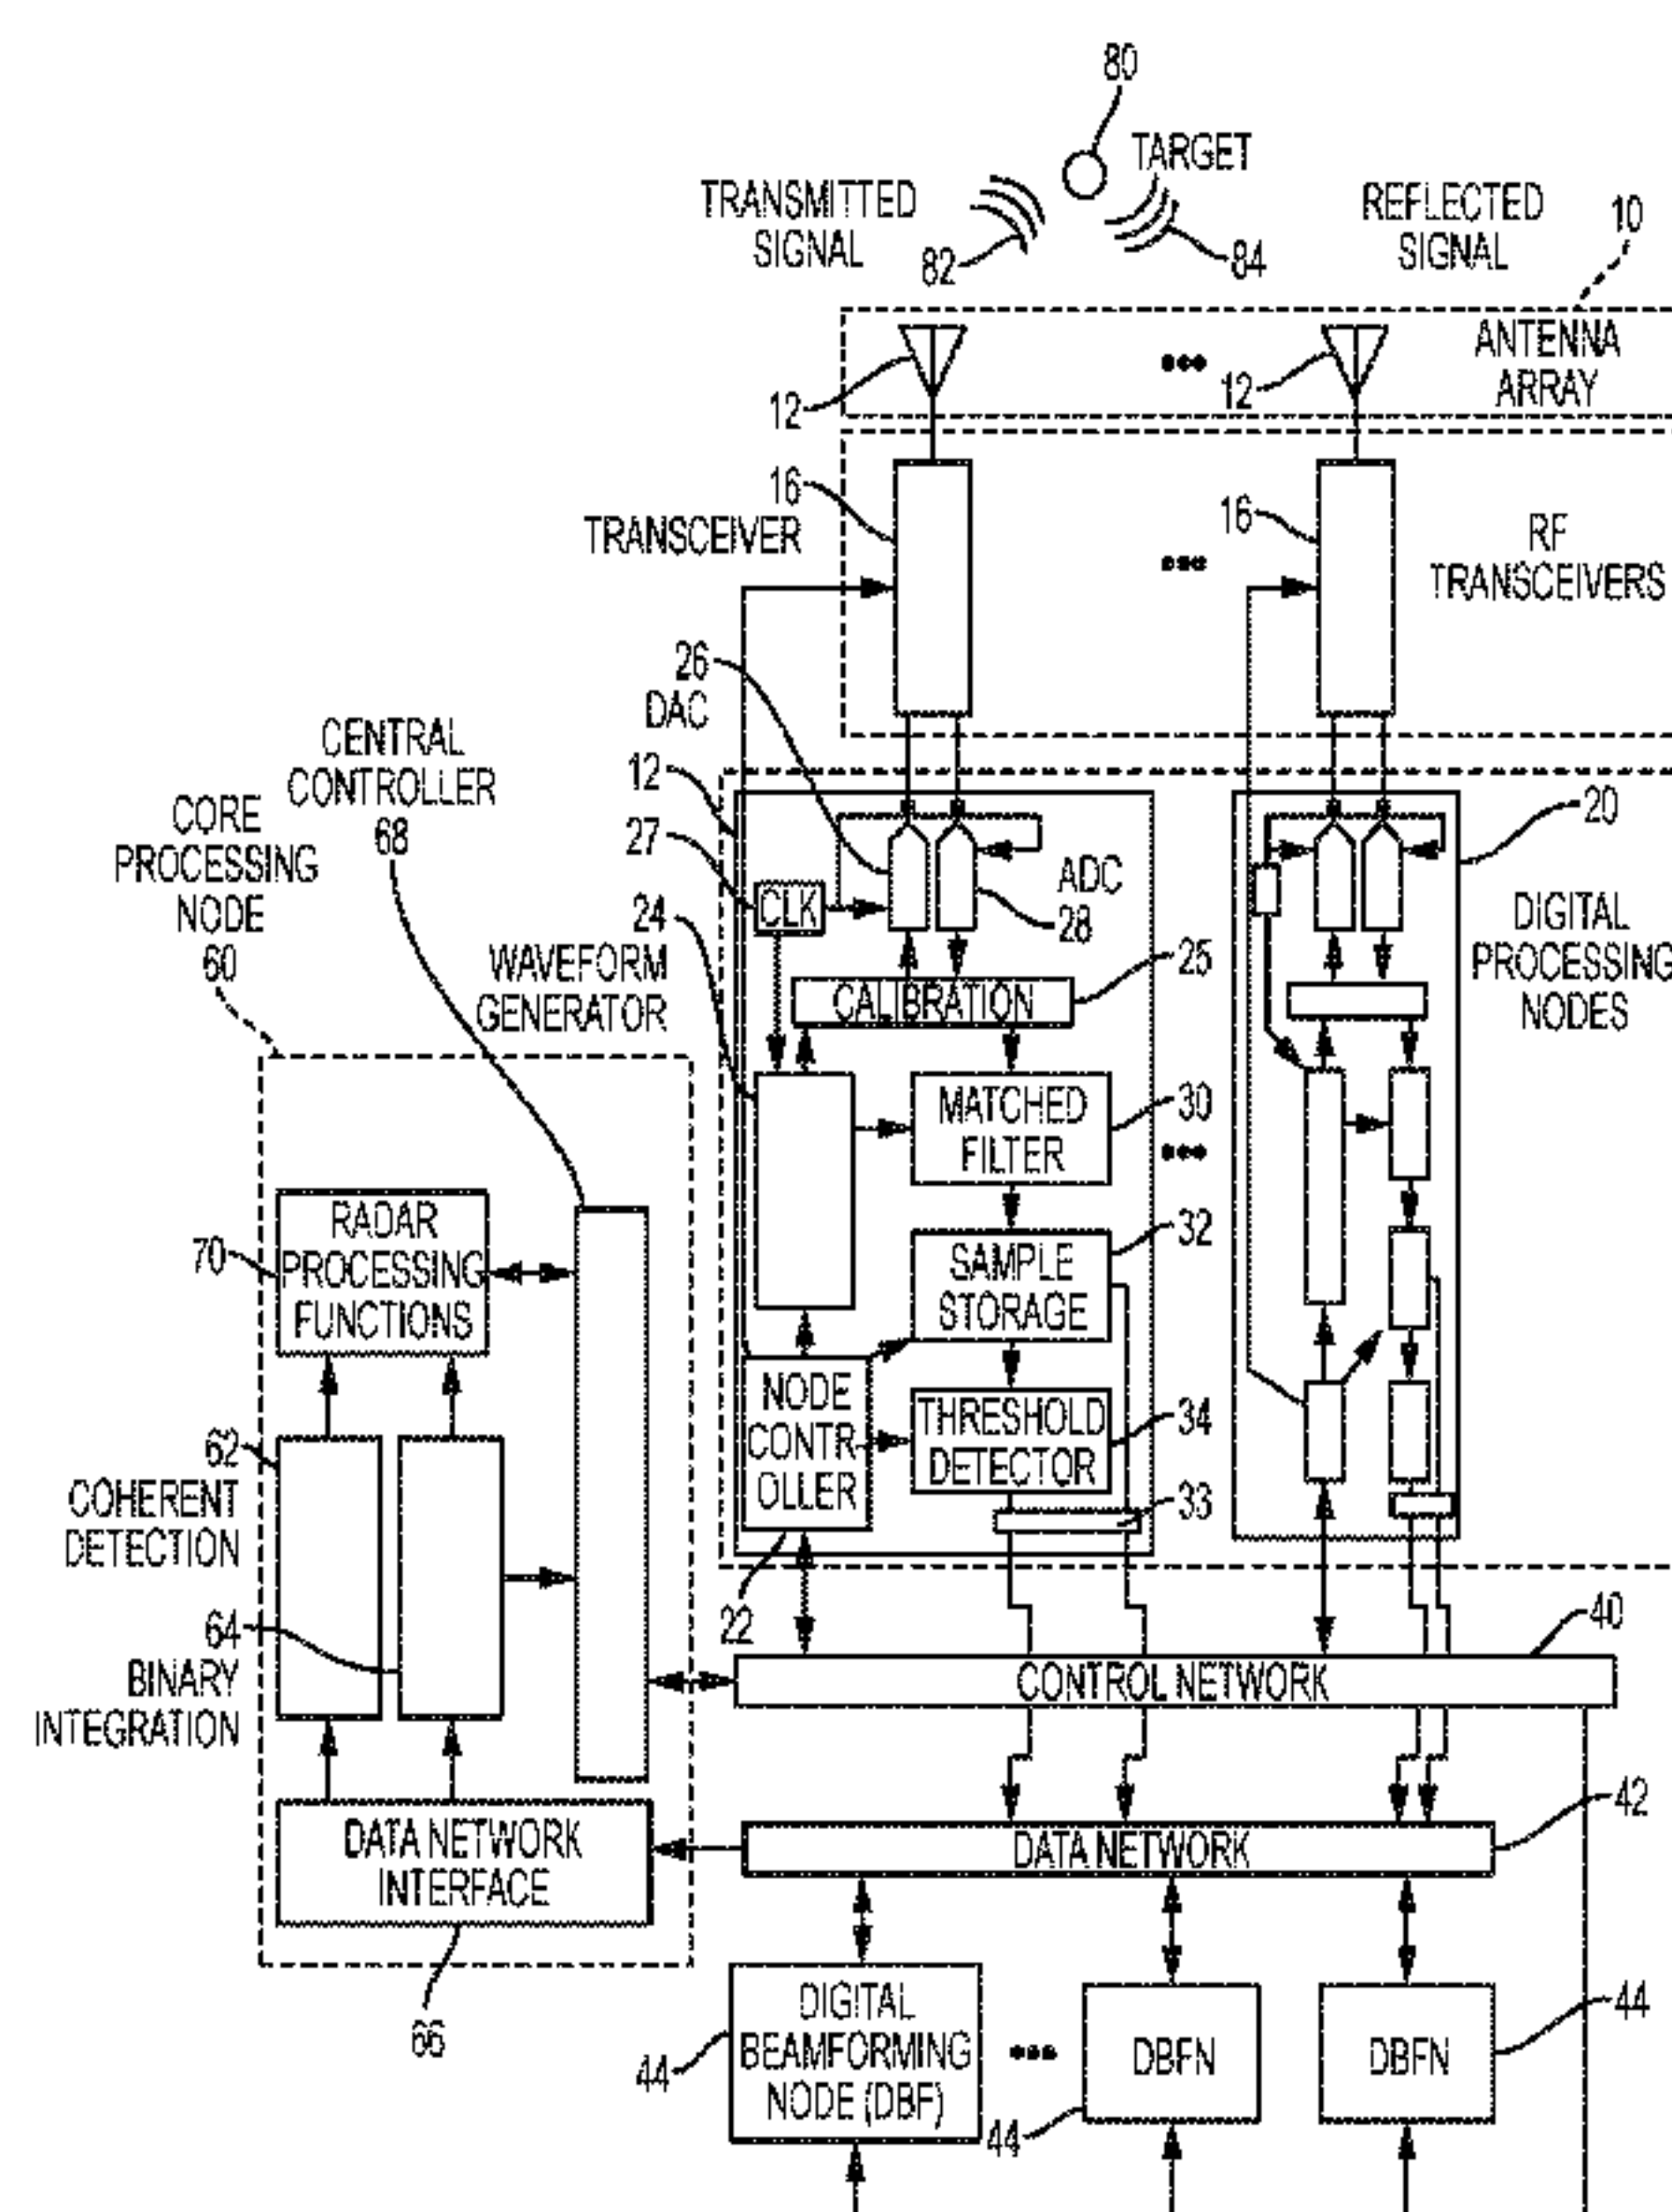 80
TARGET
TRANSMITTED
SIGNAL
REFLECTED
SIGNAL
10
82
84
ANTENNA
ARRAY
12
12
16
TRANSCEIVER
16
RF
TRANSCEIVERS
26
DAC
CENTRAL
CONTROLLER
68
12
27
CLK
ADC
28
20
CORE
PROCESSING
NODE
60
24
WAVEFORM
GENERATOR
CALIBRATION
25
DIGITAL
PROCESSING
NODES
MATCHED
FILTER
30
RADAR
PROCESSING
FUNCTIONS
70
SAMPLE
STORAGE
32
NODE
CONTR
OLLER
THRESHOLD
DETECTOR
34
33
62
COHERENT
DETECTION
22
64
BINARY
INTEGRATION
40
CONTROL NETWORK
42
DATA NETWORK
INTERFACE
DATA NETWORK
66
DIGITAL
BEAMFORMING
NODE (DBF)
44
DBFN
44
DBFN
44